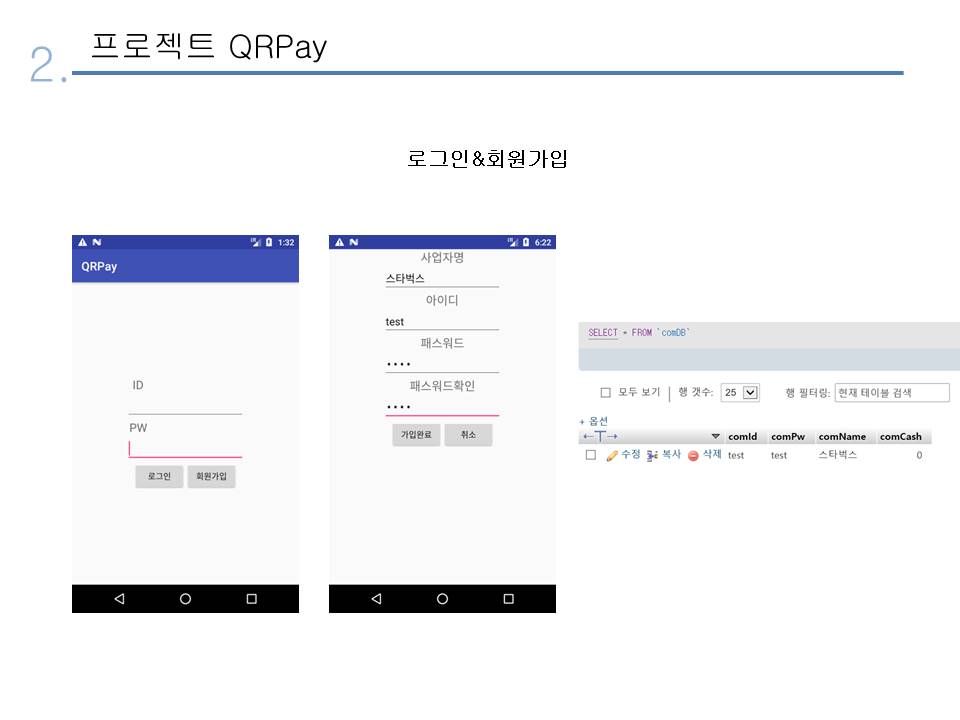 2.
프로젝트 QRPay
로그인&회원가입
1:32
QRPay
ID
PW
로그인 회원가입
6:22
사업자명
스타벅스
아이디
test
패스워드
••••
패스워드확인
••••
가입완료 취소
SELECT * FROM `comDB`
모두 보기 | 행 갯수: 25 행 필터링: 현재 테이블 검색
+ 옵션
←T→ comId comPw comName comCash
수정 복사 삭제 test test 스타벅스 0